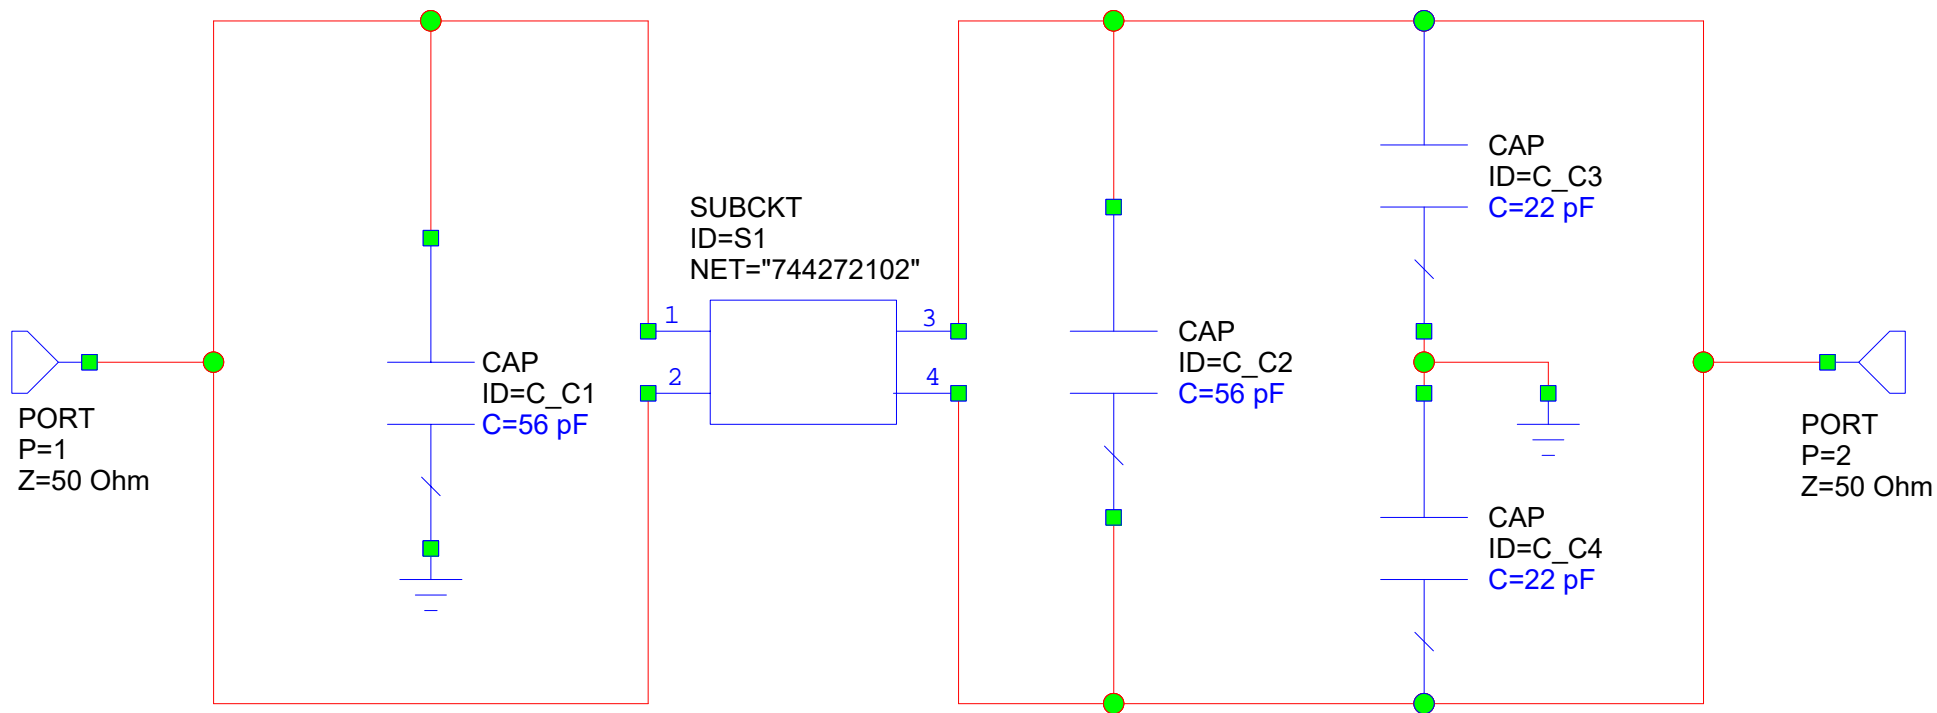 PORT
P=1
Z=50 Ohm
CAP
ID=C_C1
C=56 pF
SUBCKT
ID=S1
NET="744272102"
1
2
3
4
CAP
ID=C_C2
C=56 pF
CAP
ID=C_C3
C=22 pF
CAP
ID=C_C4
C=22 pF
PORT
P=2
Z=50 Ohm